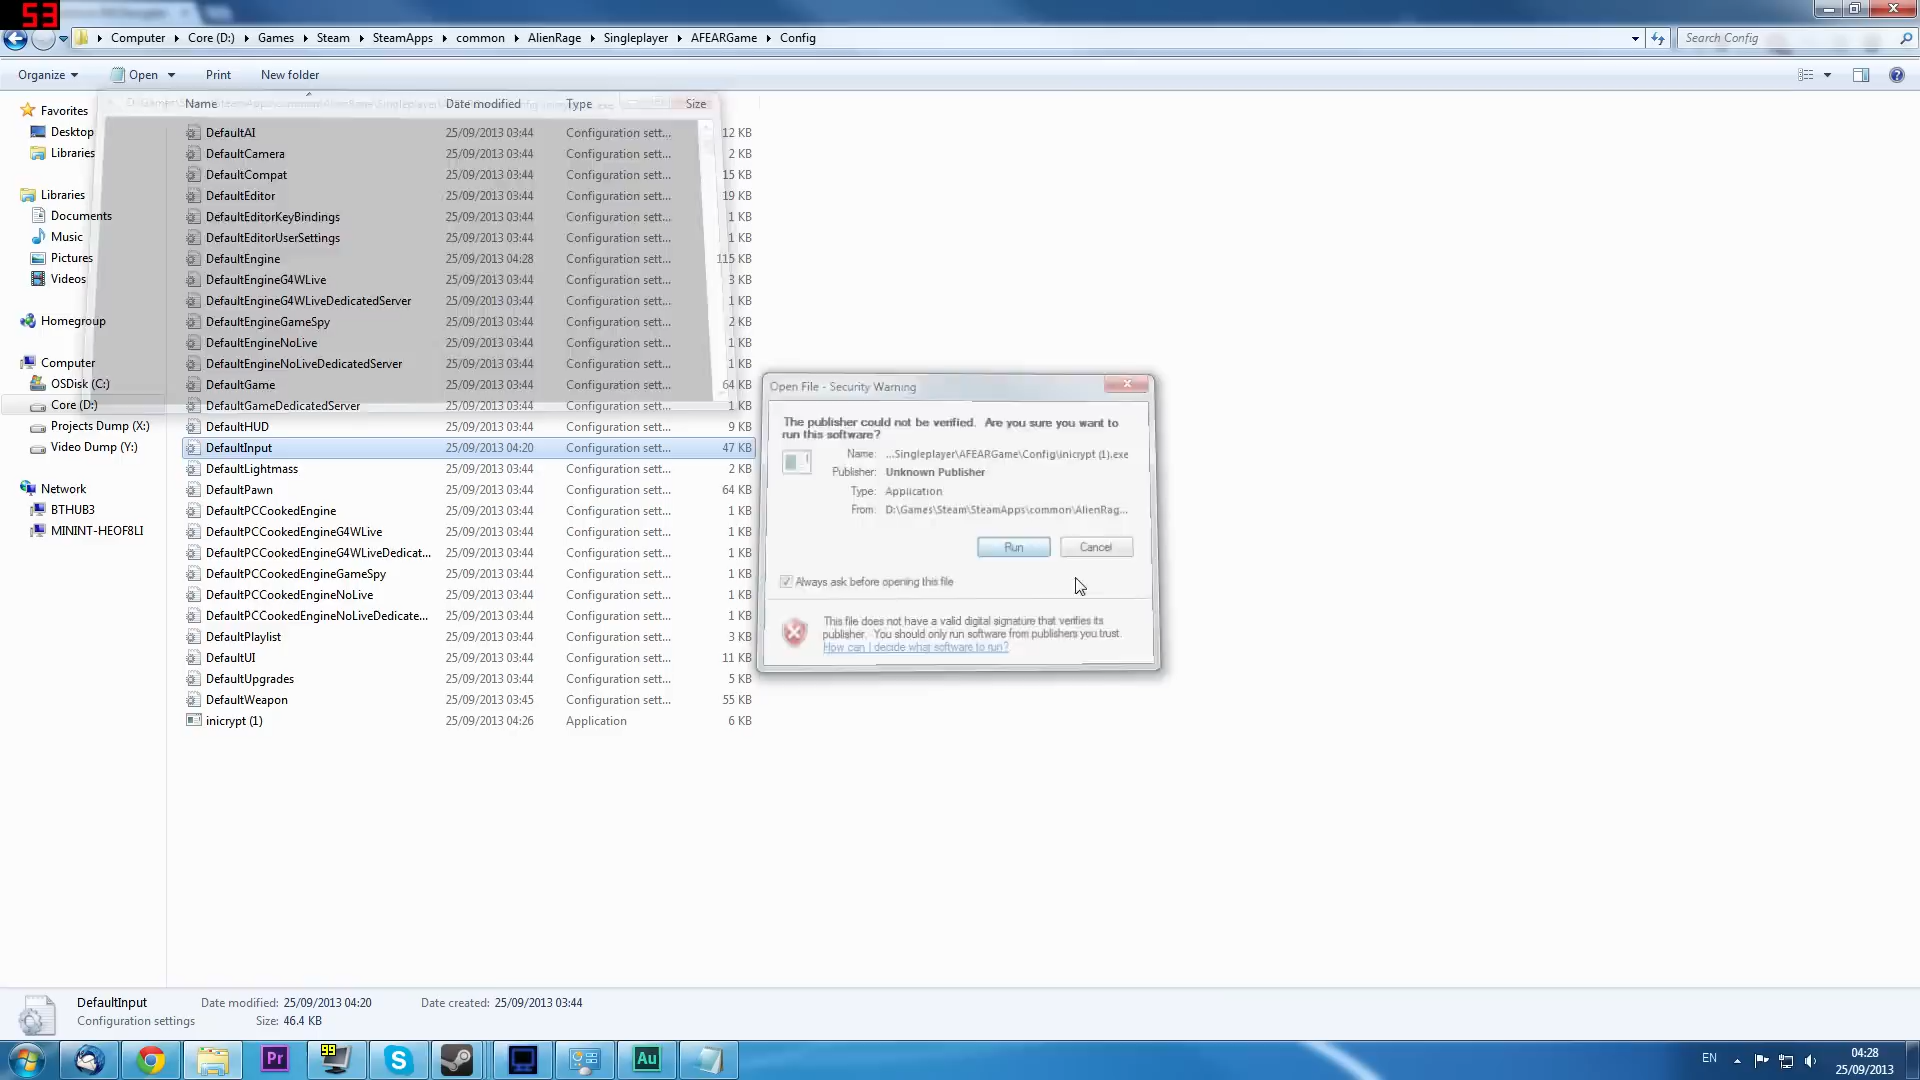 53
Computer Core (D:) Games Steam SteamApps common AlienRage Singleplayer AFEARGame Config
Search Config
Organize Open Print New folder
Name Date modified Type Size
Favorites
Desktop
Libraries
Libraries
Documents
Music
Pictures
Videos
Homegroup
Computer
OSDisk (C:)
Core (D:)
Projects Dump (X:)
Video Dump (Y:)
Network
BTHUB3
MININT-HEOF8LI
DefaultAI 25/09/2013 03:44 Configuration sett... 12 KB
DefaultCamera 25/09/2013 03:44 Configuration sett... 2 KB
DefaultCompat 25/09/2013 03:44 Configuration sett... 15 KB
DefaultEditor 25/09/2013 03:44 Configuration sett... 19 KB
DefaultEditorKeyBindings 25/09/2013 03:44 Configuration sett... 1 KB
DefaultEditorUserSettings 25/09/2013 03:44 Configuration sett... 1 KB
DefaultEngine 25/09/2013 04:28 Configuration sett... 115 KB
DefaultEngineG4WLive 25/09/2013 03:44 Configuration sett... 3 KB
DefaultEngineG4WLiveDedicatedServer 25/09/2013 03:44 Configuration sett... 1 KB
DefaultEngineGameSpy 25/09/2013 03:44 Configuration sett... 2 KB
DefaultEngineNoLive 25/09/2013 03:44 Configuration sett... 1 KB
DefaultEngineNoLiveDedicatedServer 25/09/2013 03:44 Configuration sett... 1 KB
DefaultGame 25/09/2013 03:44 Configuration sett... 64 KB
DefaultGameDedicatedServer 25/09/2013 03:44 Configuration sett... 1 KB
DefaultHUD 25/09/2013 03:44 Configuration sett... 9 KB
DefaultInput 25/09/2013 04:20 Configuration sett... 47 KB
DefaultLightmass 25/09/2013 03:44 Configuration sett... 2 KB
DefaultPawn 25/09/2013 03:44 Configuration sett... 64 KB
DefaultPCCookedEngine 25/09/2013 03:44 Configuration sett... 1 KB
DefaultPCCookedEngineG4WLive 25/09/2013 03:44 Configuration sett... 1 KB
DefaultPCCookedEngineG4WLiveDedicat... 25/09/2013 03:44 Configuration sett... 1 KB
DefaultPCCookedEngineGameSpy 25/09/2013 03:44 Configuration sett... 1 KB
DefaultPCCookedEngineNoLive 25/09/2013 03:44 Configuration sett... 1 KB
DefaultPCCookedEngineNoLiveDedicate... 25/09/2013 03:44 Configuration sett... 1 KB
DefaultPlaylist 25/09/2013 03:44 Configuration sett... 3 KB
DefaultUI 25/09/2013 03:44 Configuration sett... 11 KB
DefaultUpgrades 25/09/2013 03:44 Configuration sett... 5 KB
DefaultWeapon 25/09/2013 03:45 Configuration sett... 55 KB
inicrypt (1) 25/09/2013 04:26 Application 6 KB
Open File - Security Warning
The publisher could not be verified. Are you sure you want to
run this software?
Name: ...Singleplayer\AFEARGame\Config\inicrypt (1).exe
Publisher: Unknown Publisher
Type: Application
From: D:\Games\Steam\SteamApps\common\AlienRag...
Run Cancel
Always ask before opening this file
This file does not have a valid digital signature that verifies its
publisher. You should only run software from publishers you trust.
How can I decide what software to run?
DefaultInput Date modified: 25/09/2013 04:20 Date created: 25/09/2013 03:44
Configuration settings Size: 46.4 KB
Pr 99 S Au EN 04:28
25/09/2013